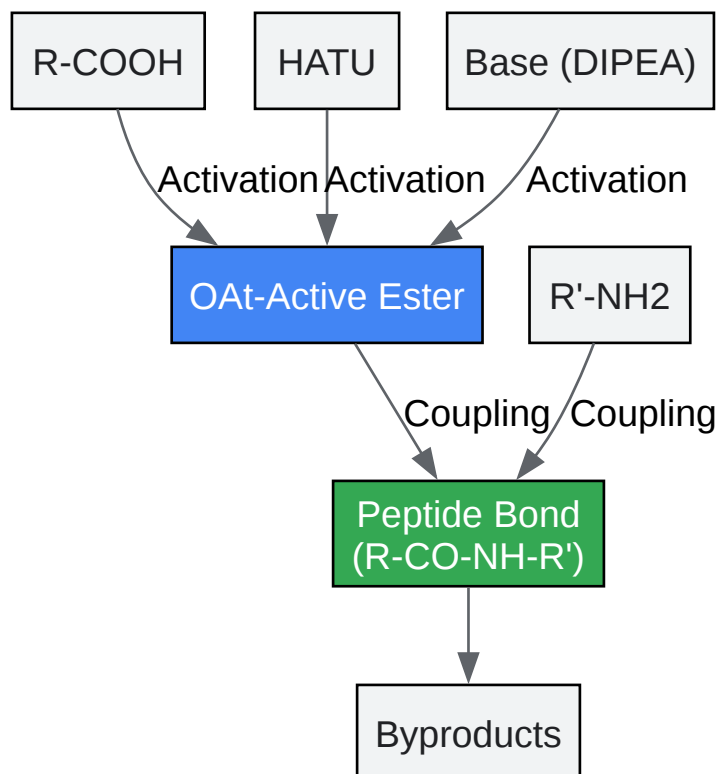 R-COOH
HATU
Base (DIPEA)
Activation
Activation
Activation
OAt-Active Ester
R'-NH2
Coupling
Coupling
Peptide Bond
(R-CO-NH-R')
Byproducts